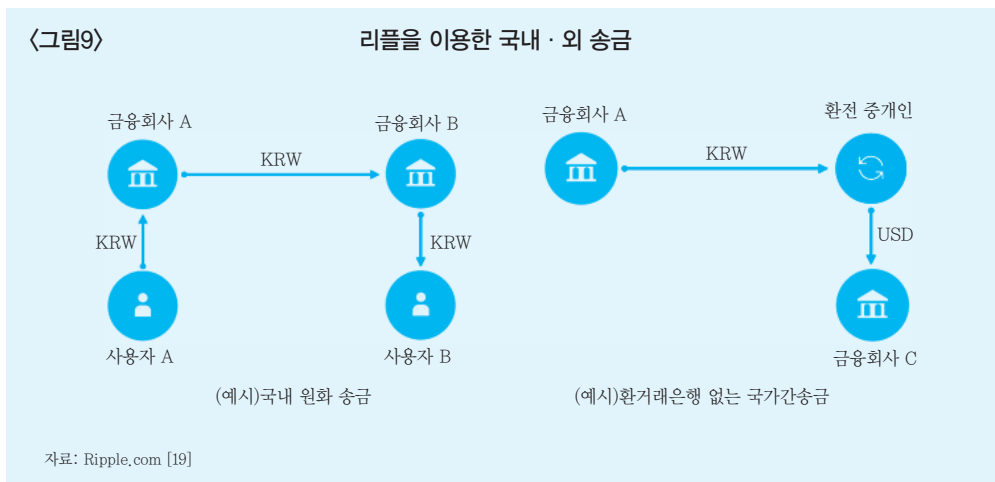 〈그림9〉 리플을 이용한 국내 · 외 송금
금융회사 A
금융회사 B
KRW
KRW
KRW
사용자 A
사용자 B
(예시)국내 원화 송금
금융회사 A
환전 중개인
KRW
USD
금융회사 C
(예시)환거래은행 없는 국가간송금
자료: Ripple.com [19]